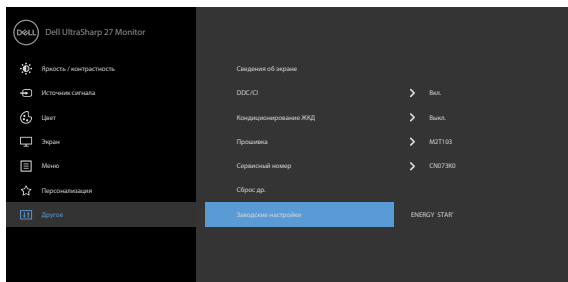 DELL Dell UltraSharp 27 Monitor
Яркость / контрастность
Источник сигнала
Цвет
Экран
Меню
Персонализация
Другое
Сведения об экране
DDC/CI Вкл.
Кондиционирование ЖКД Выкл.
Прошивка M2T103
Сервисный номер CN073K0
Сброс др.
Заводские настройки ENERGY STAR'